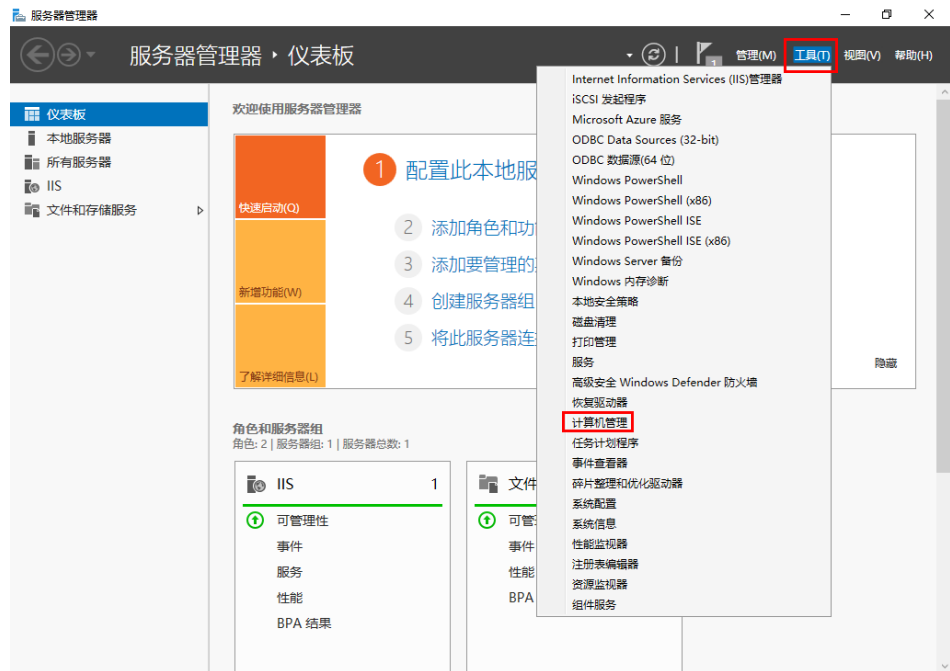 服务器管理器
服务器管理器 · 仪表板
1
管理(M)
工具(T)
视图(V)
帮助(H)
仪表板
本地服务器
所有服务器
IIS
文件和存储服务
欢迎使用服务器管理器
快速启动(Q)
新增功能(W)
了解详细信息(L)
1 配置此本地服
2 添加角色和功
3 添加要管理的
4 创建服务器组
5 将此服务器连
隐藏
角色和服务器组
角色: 2 | 服务器组: 1 | 服务器总数: 1
IIS 1
可管理性
事件
服务
性能
BPA 结果
文件
可管
事件
性能
BPA
Internet Information Services (IIS)管理器
iSCSI 发起程序
Microsoft Azure 服务
ODBC Data Sources (32-bit)
ODBC 数据源(64 位)
Windows PowerShell
Windows PowerShell (x86)
Windows PowerShell ISE
Windows PowerShell ISE (x86)
Windows Server 备份
Windows 内存诊断
本地安全策略
磁盘清理
打印管理
服务
高级安全 Windows Defender 防火墙
恢复驱动器
计算机管理
任务计划程序
事件查看器
碎片整理和优化驱动器
系统配置
系统信息
性能监视器
注册表编辑器
资源监视器
组件服务